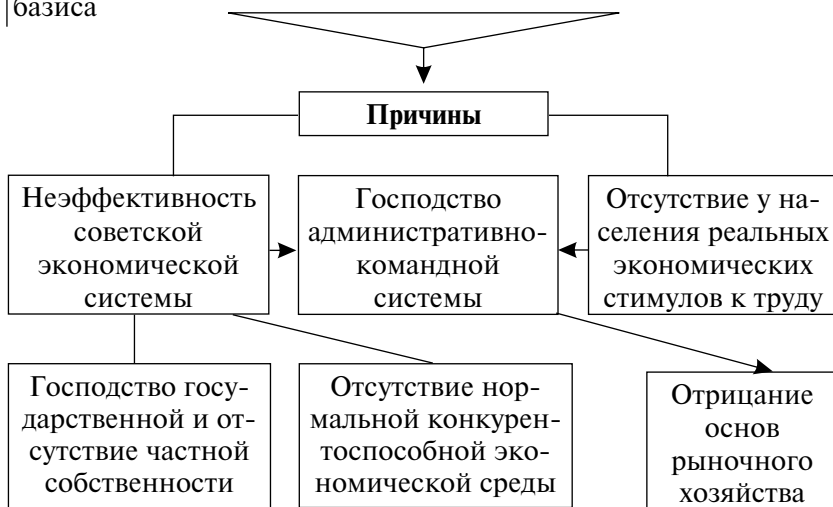 базиса
Причины
Неэффективность
советской
экономической
системы
Господство
административно-
командной
системы
Отсутствие у на-
селения реальных
экономических
стимулов к труду
Господство госу-
дарственной и от-
сутствие частной
собственности
Отсутствие нор-
мальной конкурен-
тоспособной эко-
номической среды
Отрицание
основ
рыночного
хозяйства